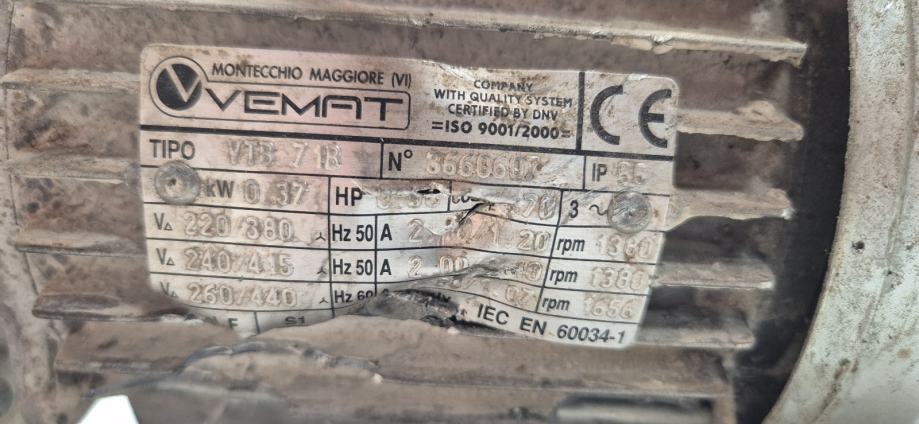 MONTECCHIO MAGGIORE (VI)
VEMAT
COMPANY
WITH QUALITY SYSTEM
CERTIFIED BY DNV
=ISO 9001/2000=
CE
TIPO VTB 71B N° IP
kW 0.37 HP 3~
V△ 220/380 Hz 50 A rpm 1360
V△ 240/415 Hz 50 A rpm
V△ 260/440 Hz 60 rpm
F S1 IEC EN 60034-1